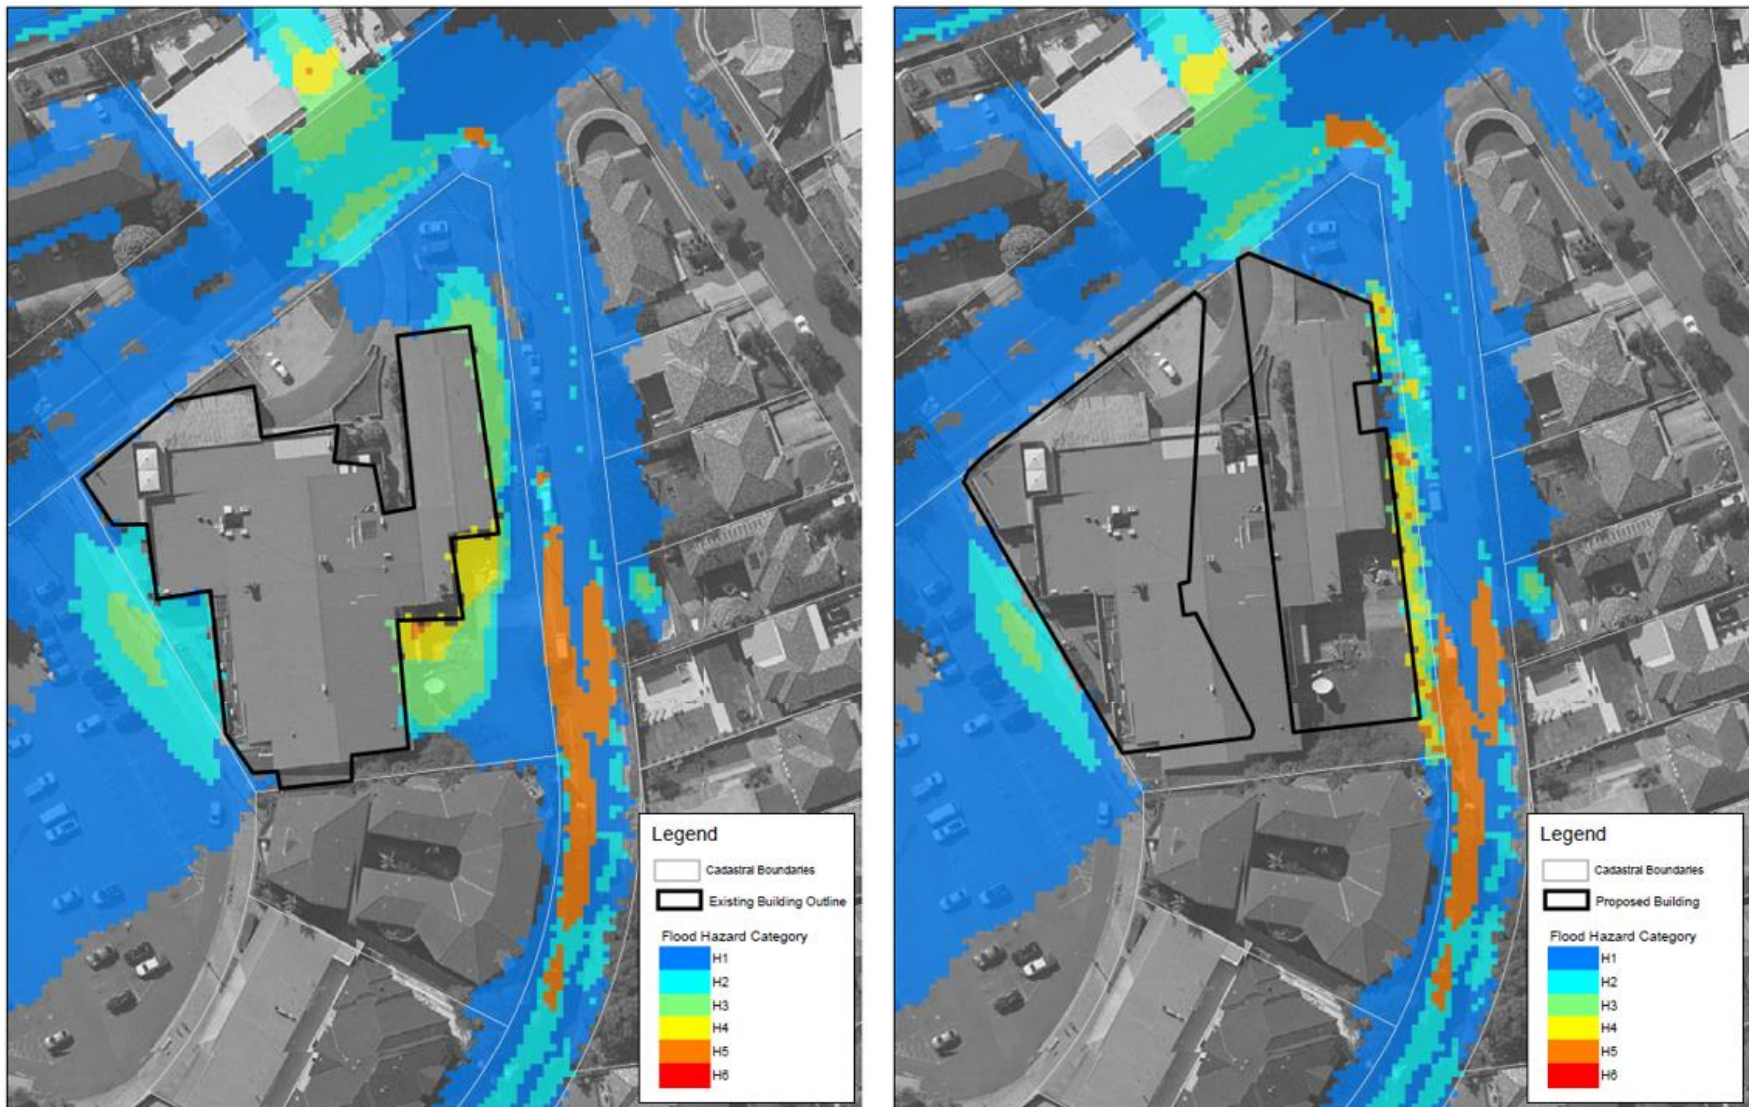 Legend
Cadastral Boundaries
Existing Building Outline
Flood Hazard Category
H1
H2
H3
H4
H5
H6
Legend
Cadastral Boundaries
Proposed Building
Flood Hazard Category
H1
H2
H3
H4
H5
H6